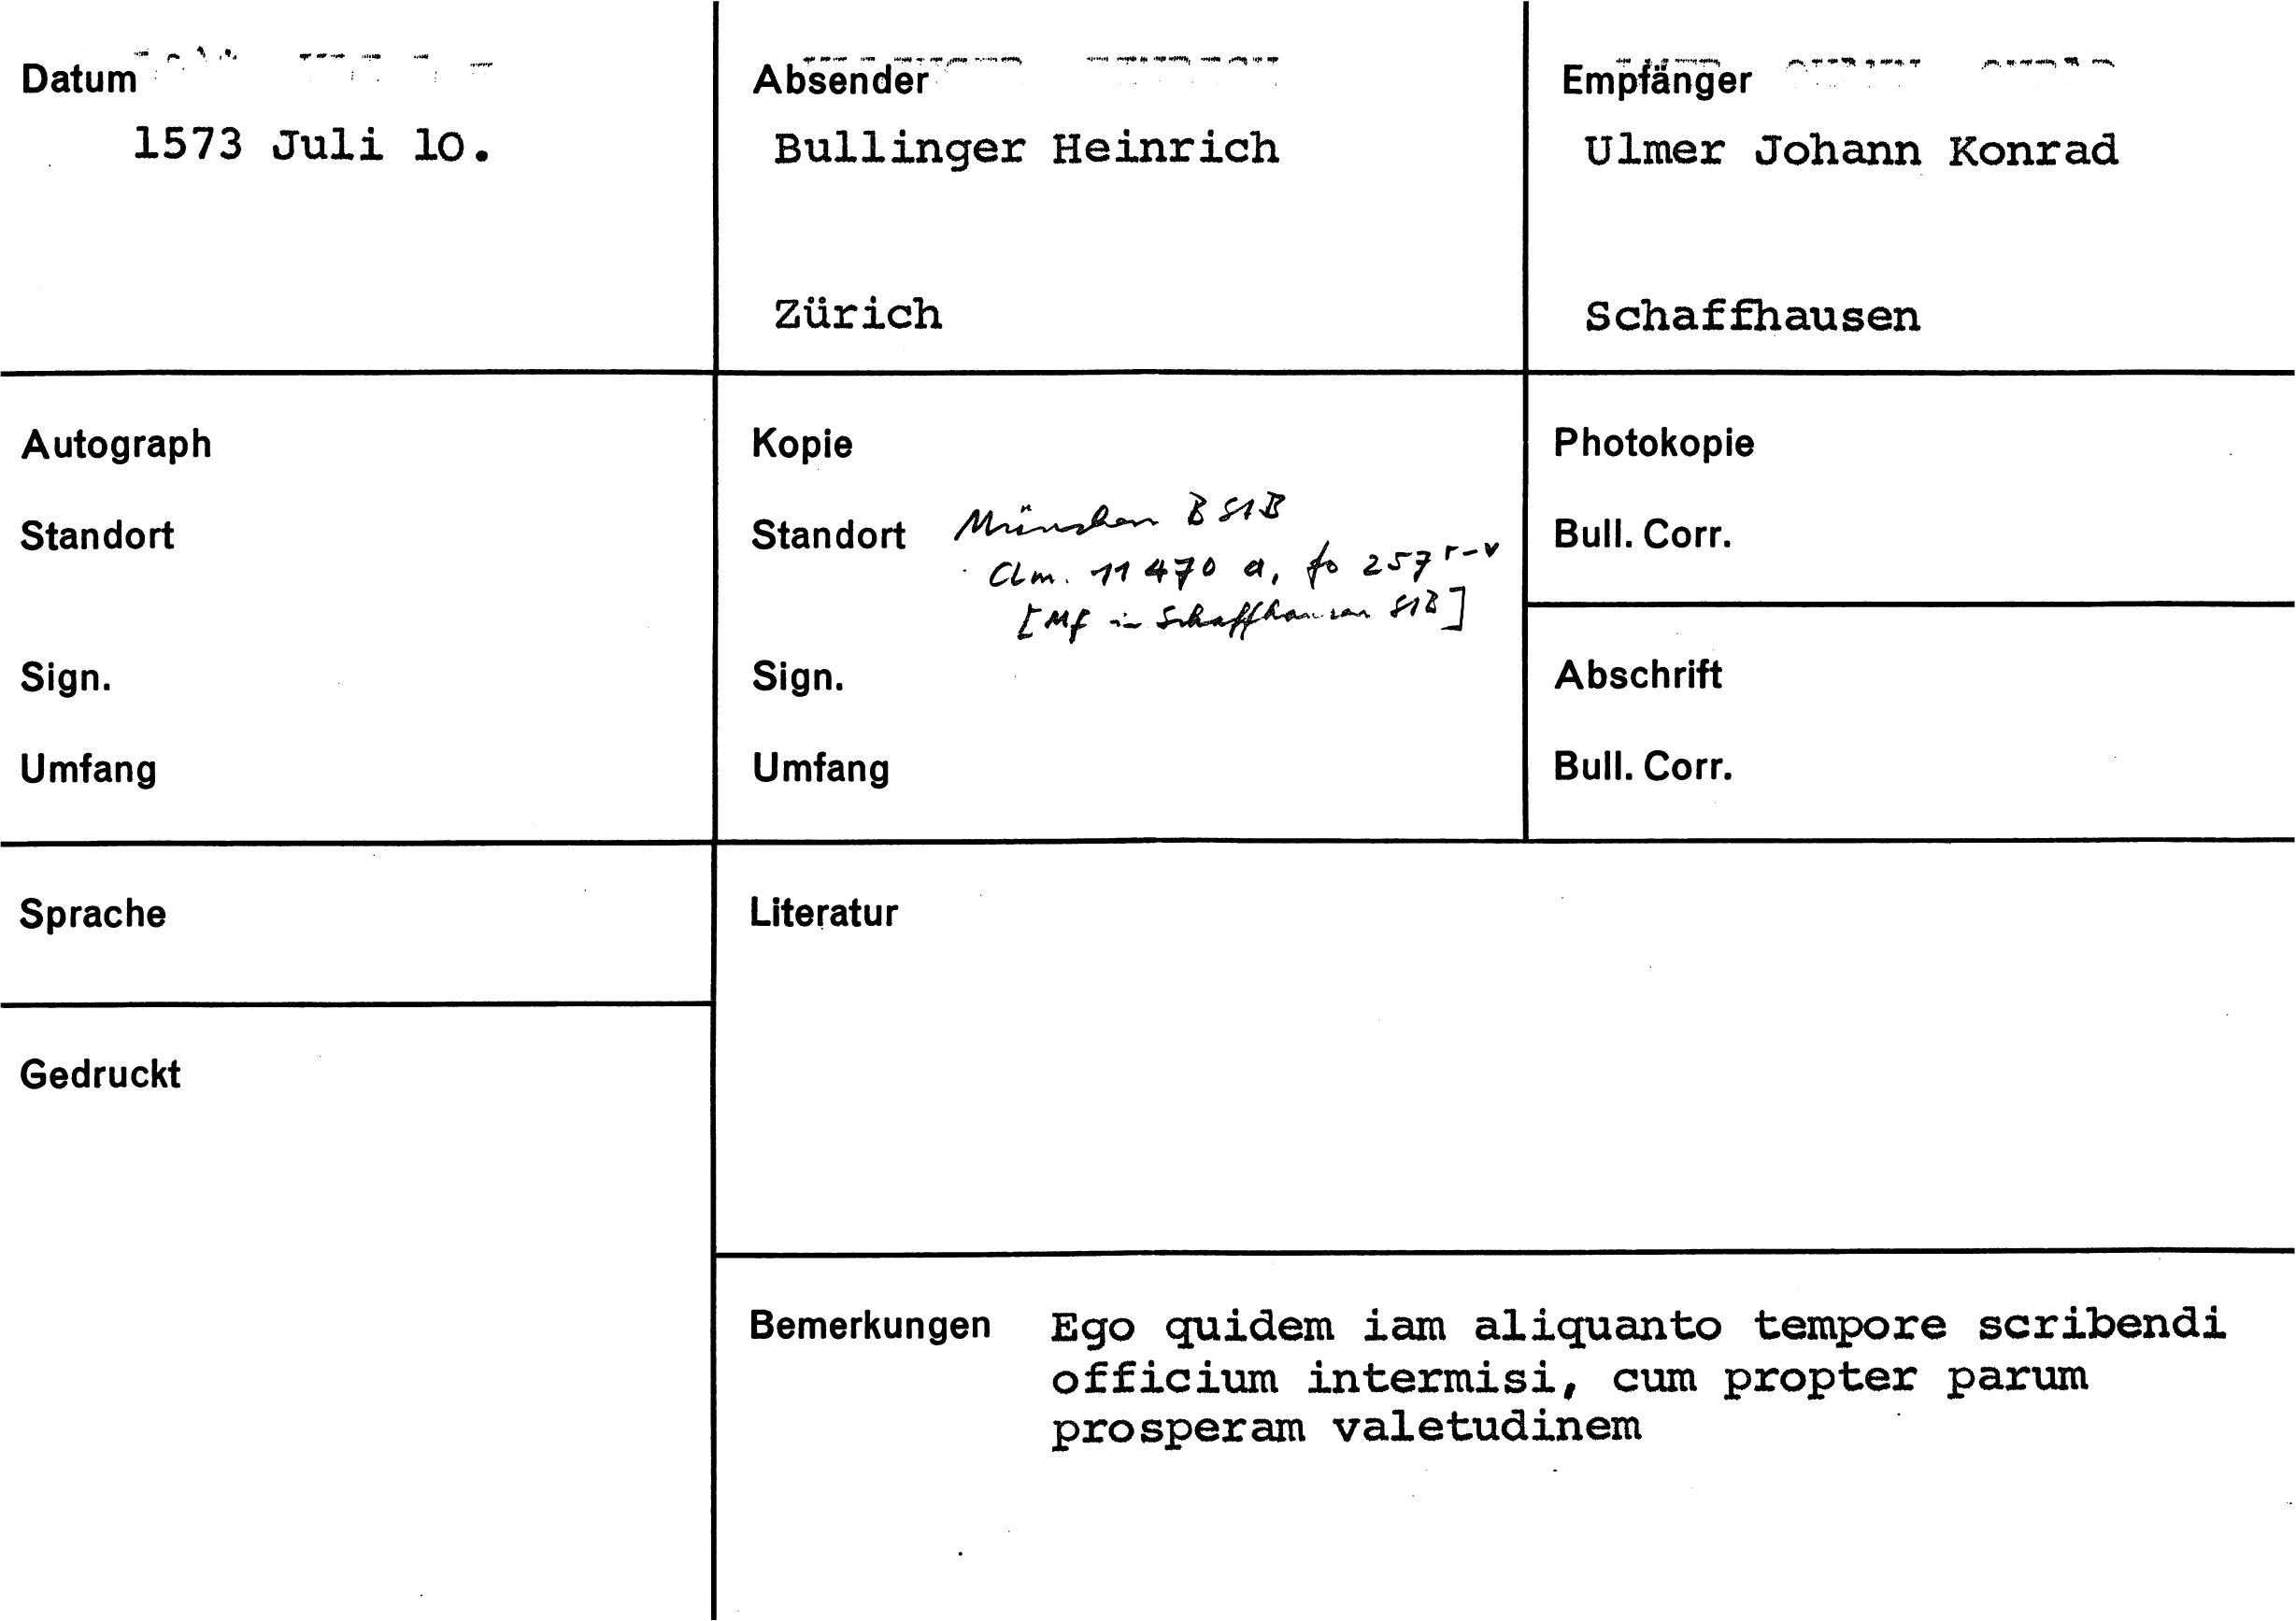 Datum
1573 Juli 10.
Absender
Bullinger Heinrich
Zürich
Empfänger
Ulmer Johann Konrad
Schaffhausen
Autograph
Standort
Sign.
Umfang
Kopie
Standort München BStB
Clm. 11470 a, fo 257 r-v
[Mf in Schaffhausen StB]
Sign.
Umfang
Photokopie
Bull. Corr.
Abschrift
Bull. Corr.
Sprache
Gedruckt
Literatur
Bemerkungen Ego quidem iam aliquanto tempore scribendi
officium intermisi, cum propter parum
prosperam valetudinem